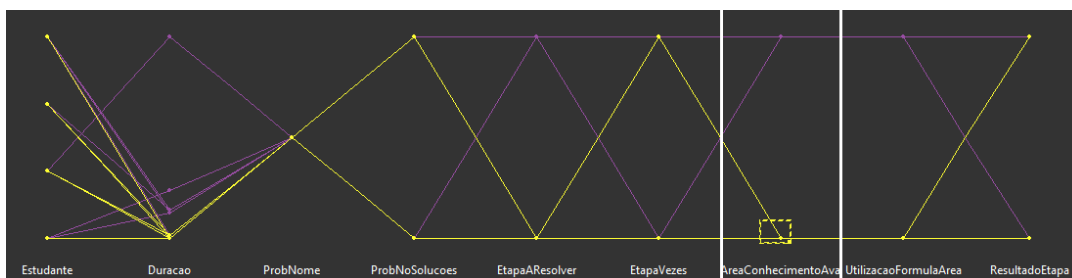 Estudante Duracao ProbNome ProbNoSolucoes EtapaAResolver EtapaVezes AreaConhecimentoAva UtilizacaoFormulaArea ResultadoEtapa